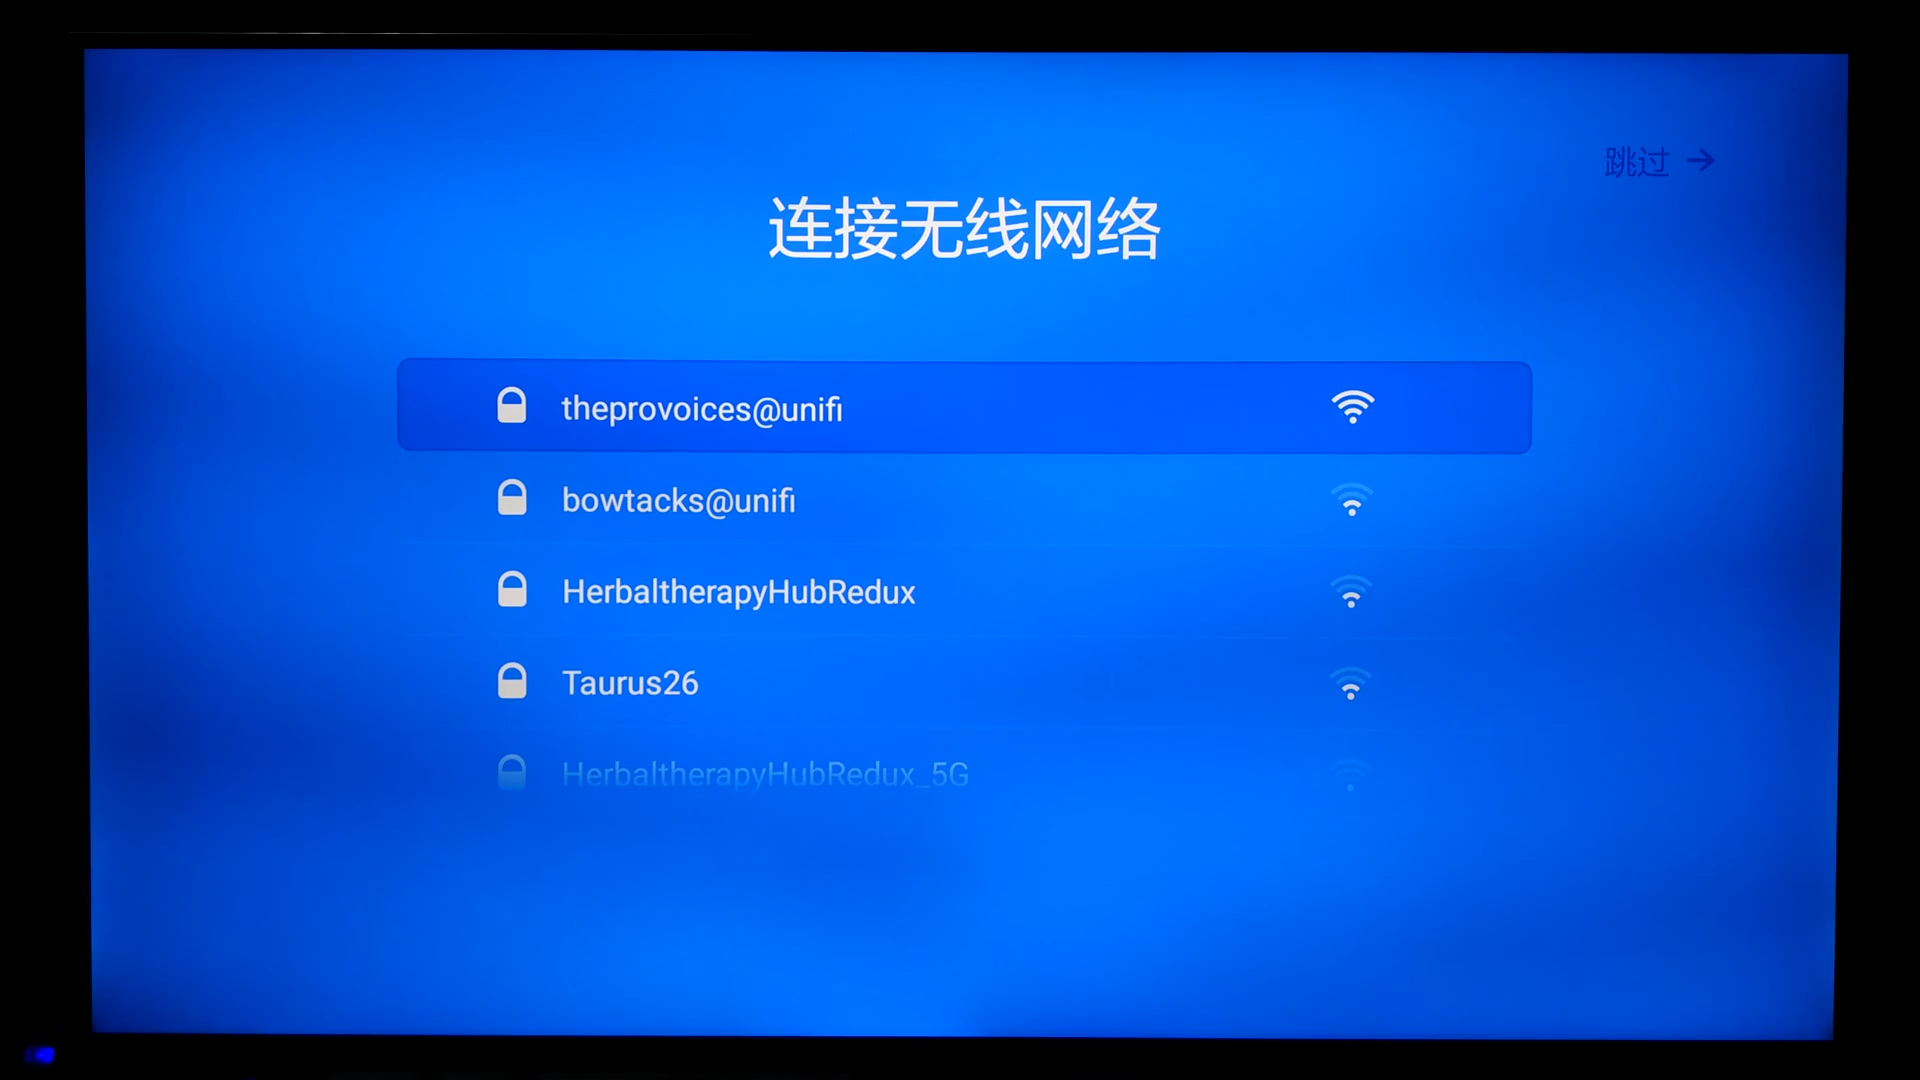 跳过
连接无线网络
theprovoices@unifi
bowtacks@unifi
HerbaltherapyHubRedux
Taurus26
HerbaltherapyHubRedux_5G